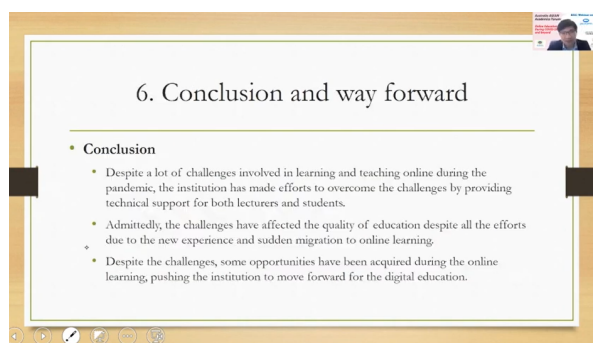 6. Conclusion and way forward
• Conclusion
• Despite a lot of challenges involved in learning and teaching online during the
pandemic, the institution has made efforts to overcome the challenges by providing
technical support for both lecturers and students.
• Admittedly, the challenges have affected the quality of education despite all the efforts
due to the new experience and sudden migration to online learning.
• Despite the challenges, some opportunities have been acquired during the online
learning, pushing the institution to move forward for the digital education.